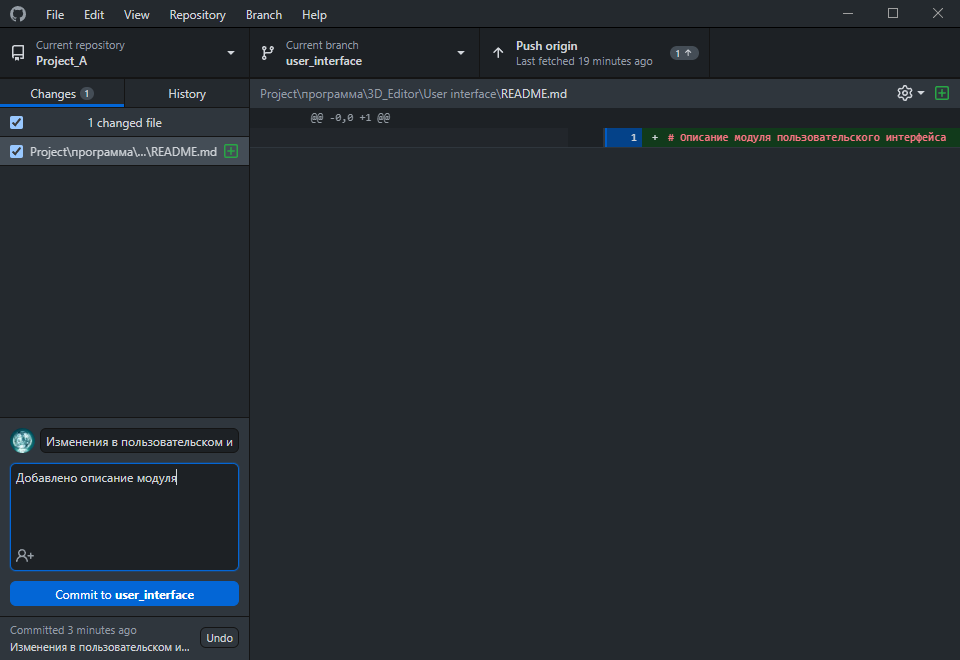 File Edit View Repository Branch Help
Current repository
Project_A
Current branch
user_interface
Push origin
Last fetched 19 minutes ago
1
Changes 1
History
Project\программа\3D_Editor\User interface\README.md
1 changed file
@@ -0,0 +1 @@
Project\программа\...\README.md
1 + # Описание модуля пользовательского интерфейса
Изменения в пользовательском и
Добавлено описание модуля
Commit to user_interface
Committed 3 minutes ago
Изменения в пользовательском и...
Undo